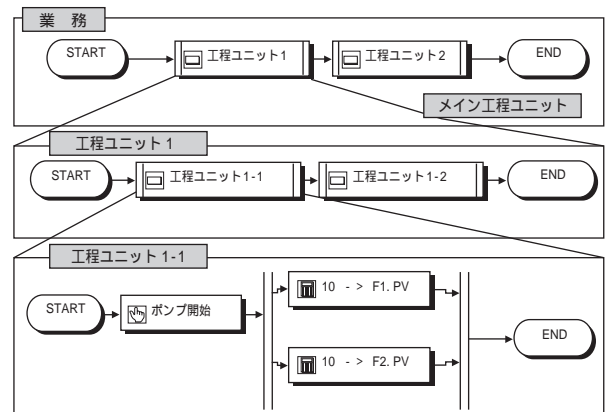 業　務
START
工程ユニット1
工程ユニット2
END
メイン工程ユニット
工程ユニット 1
START
工程ユニット1-1
工程ユニット1-2
END
工程ユニット 1-1
START
ポンプ開始
10 -> F1. PV
10 -> F2. PV
END